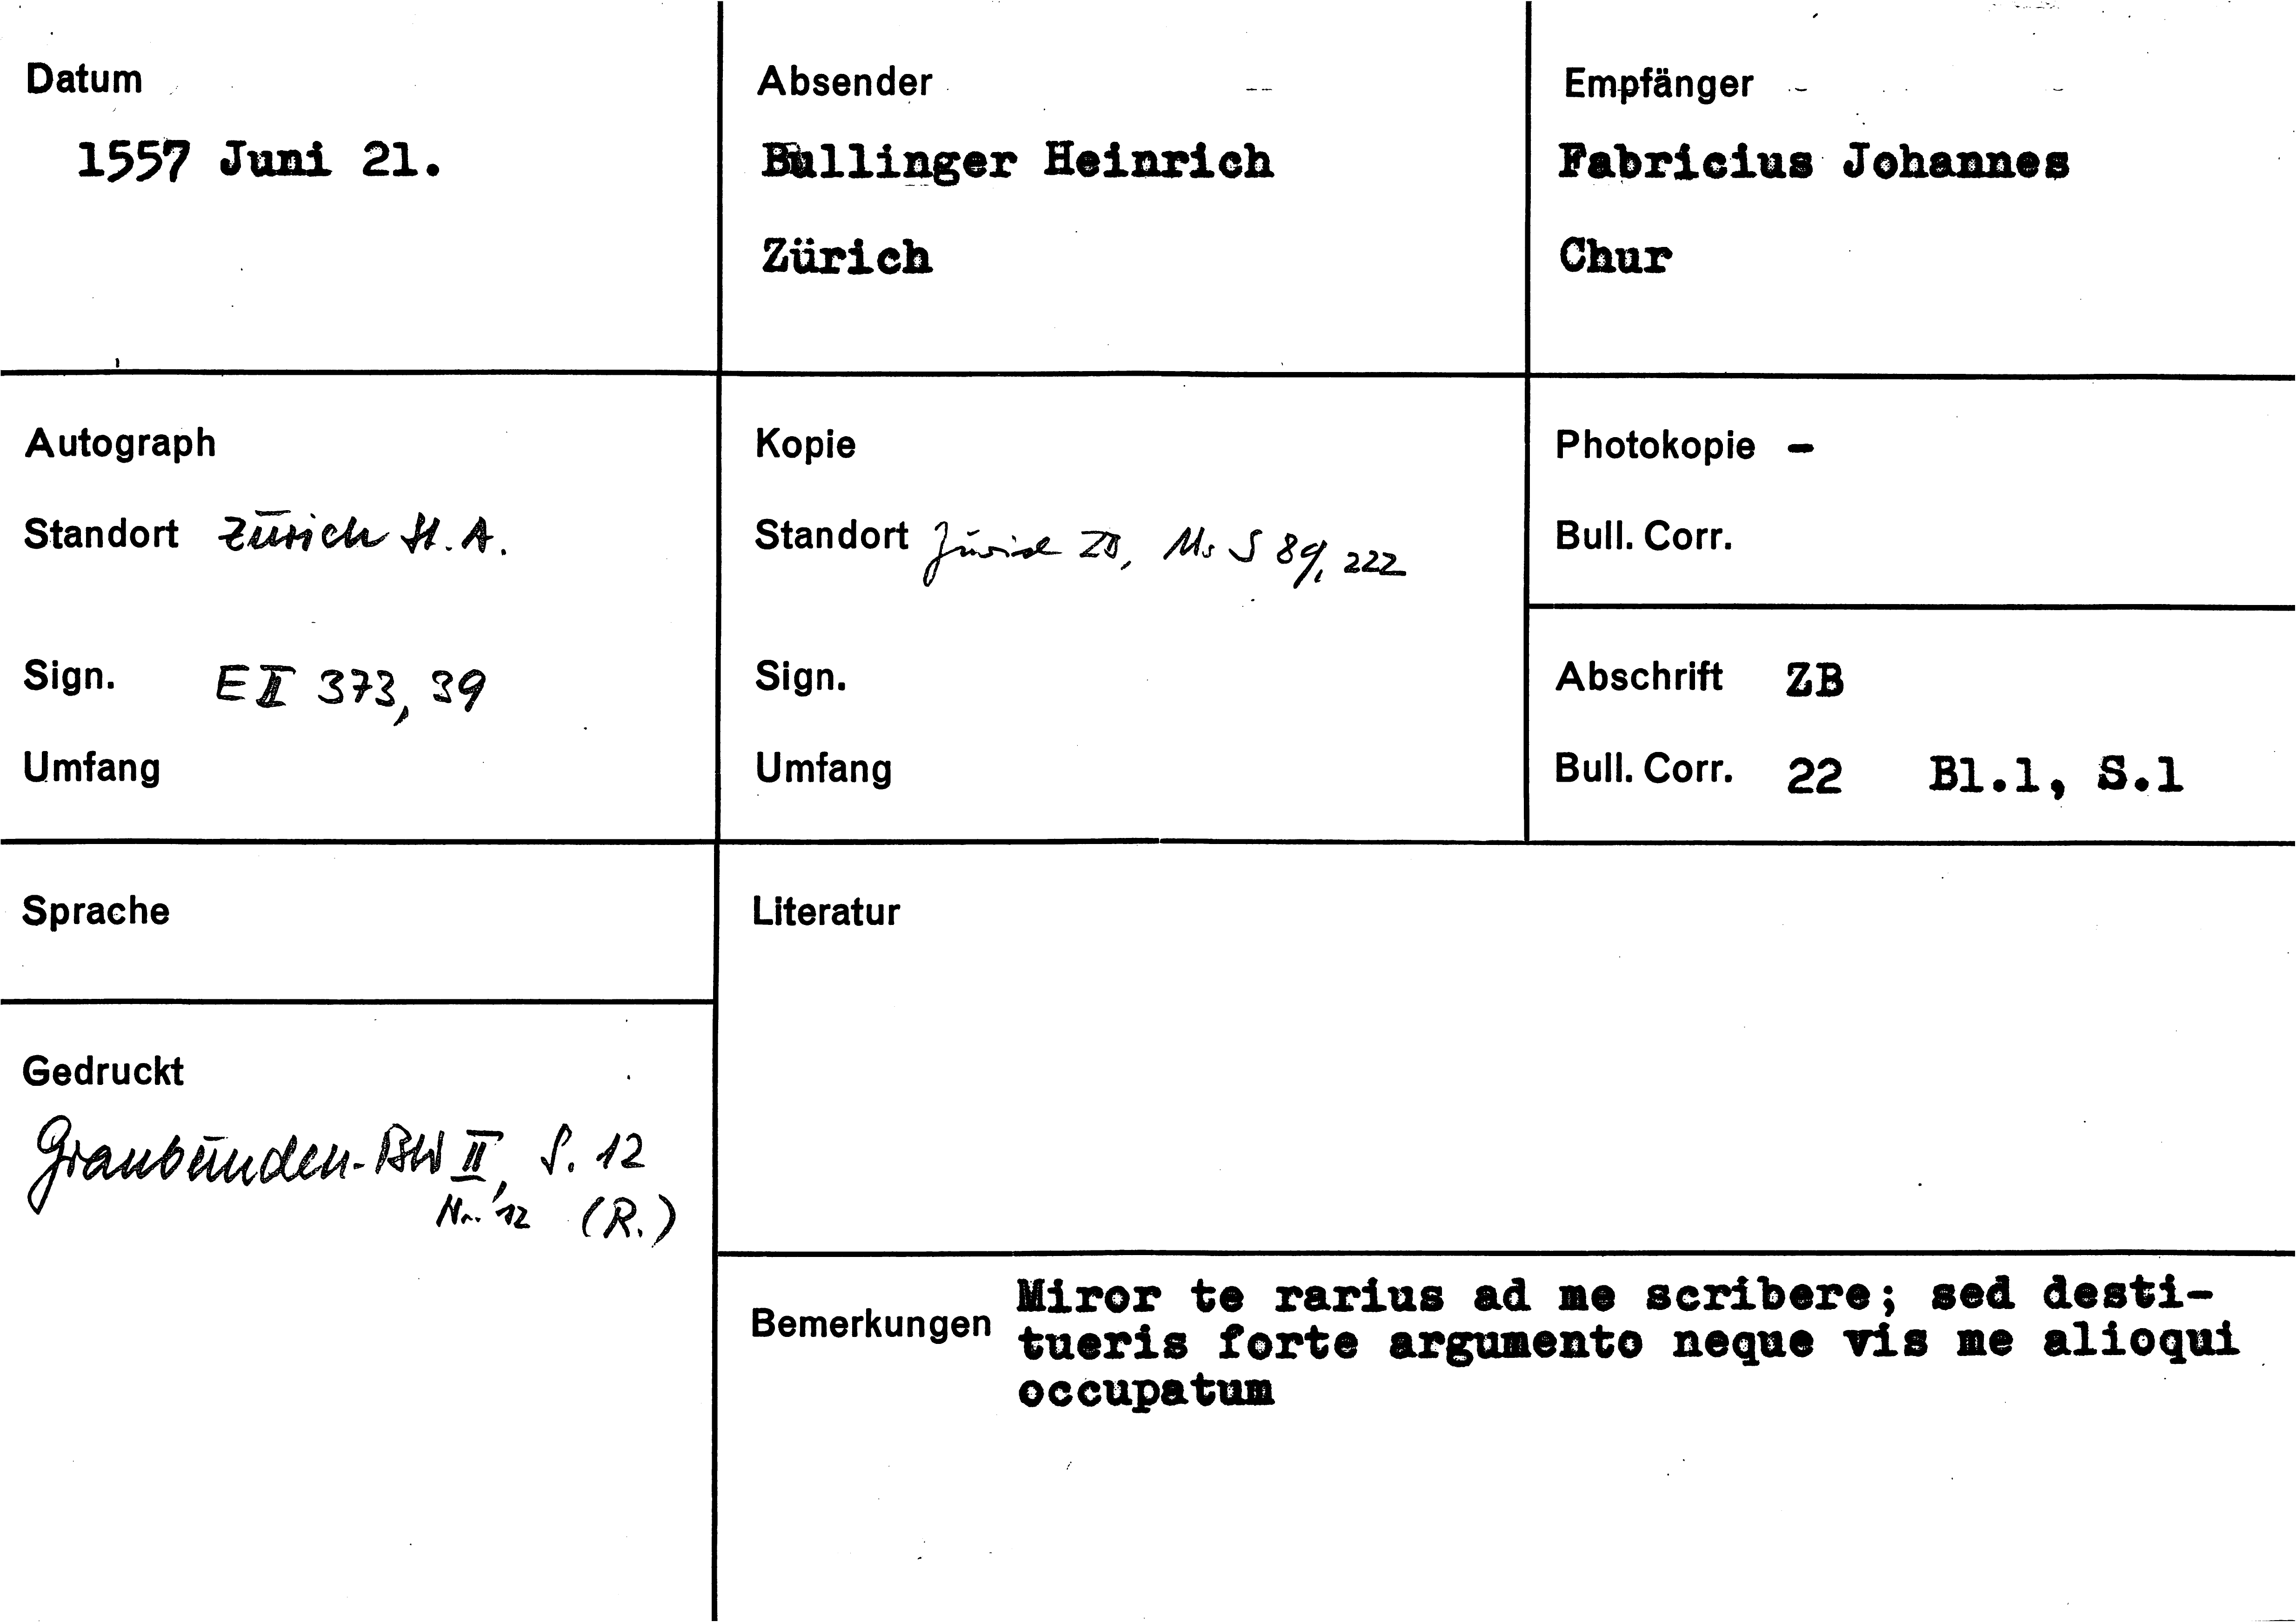 Datum
1557 Juni 21.
Absender
Bullinger Heinrich
Zürich
Empfänger
Fabricius Johannes
Chur
Autograph
Standort Zürich St. A.
Sign. E II 373, 39
Umfang
Kopie
Standort Zürich ZB, Ms S 89, 222
Sign.
Umfang
Photokopie -
Bull. Corr.
Abschrift ZB
Bull. Corr. 22 Bl.1, S.1
Sprache
Gedruckt
Graubünden-BW II, S. 12
Nr. 12 (R.)
Literatur
Bemerkungen
Miror te rarius ad me scribere; sed desti-
tueris forte argumento neque vis me alioqui
occupatum